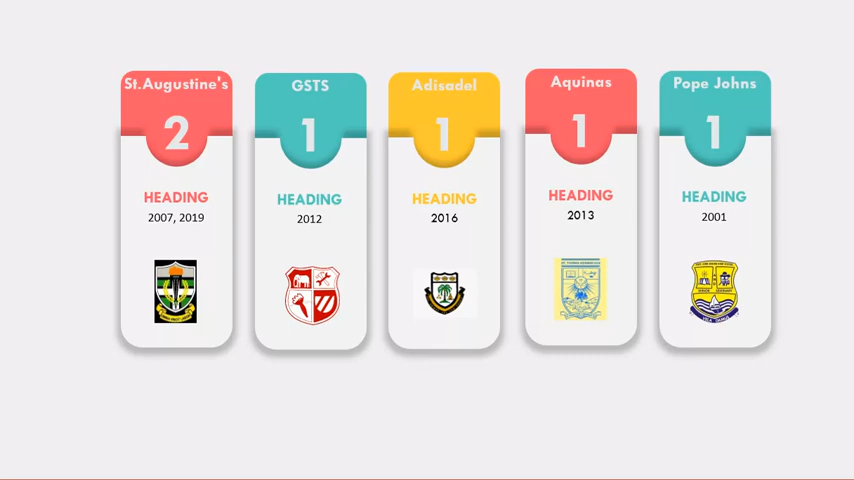 St.Augustine's
2
HEADING
2007, 2019
GSTS
1
HEADING
2012
Adisadel
1
HEADING
2016
Aquinas
1
HEADING
2013
Pope Johns
1
HEADING
2001